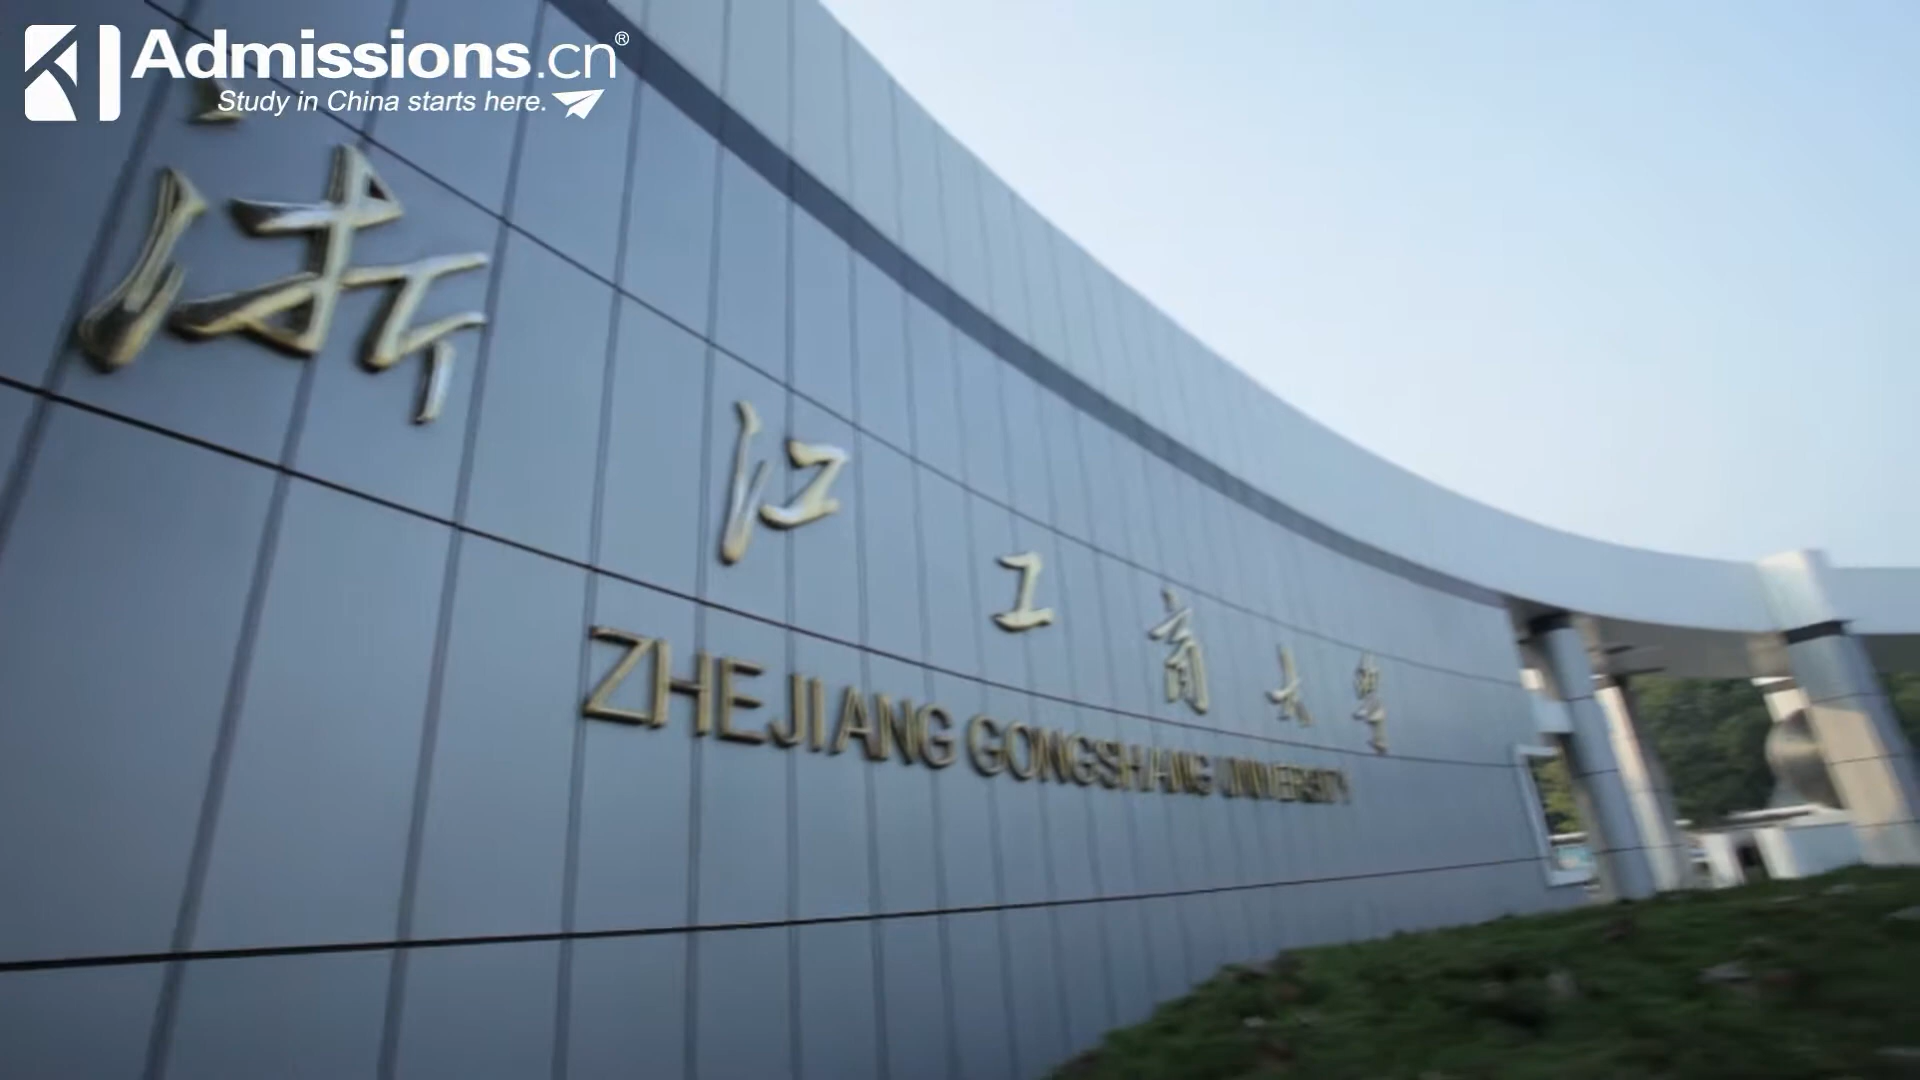 Admissions.cn®
Study in China starts here.
浙江工商大学
ZHEJIANG GONGSHANG UNIVERSITY